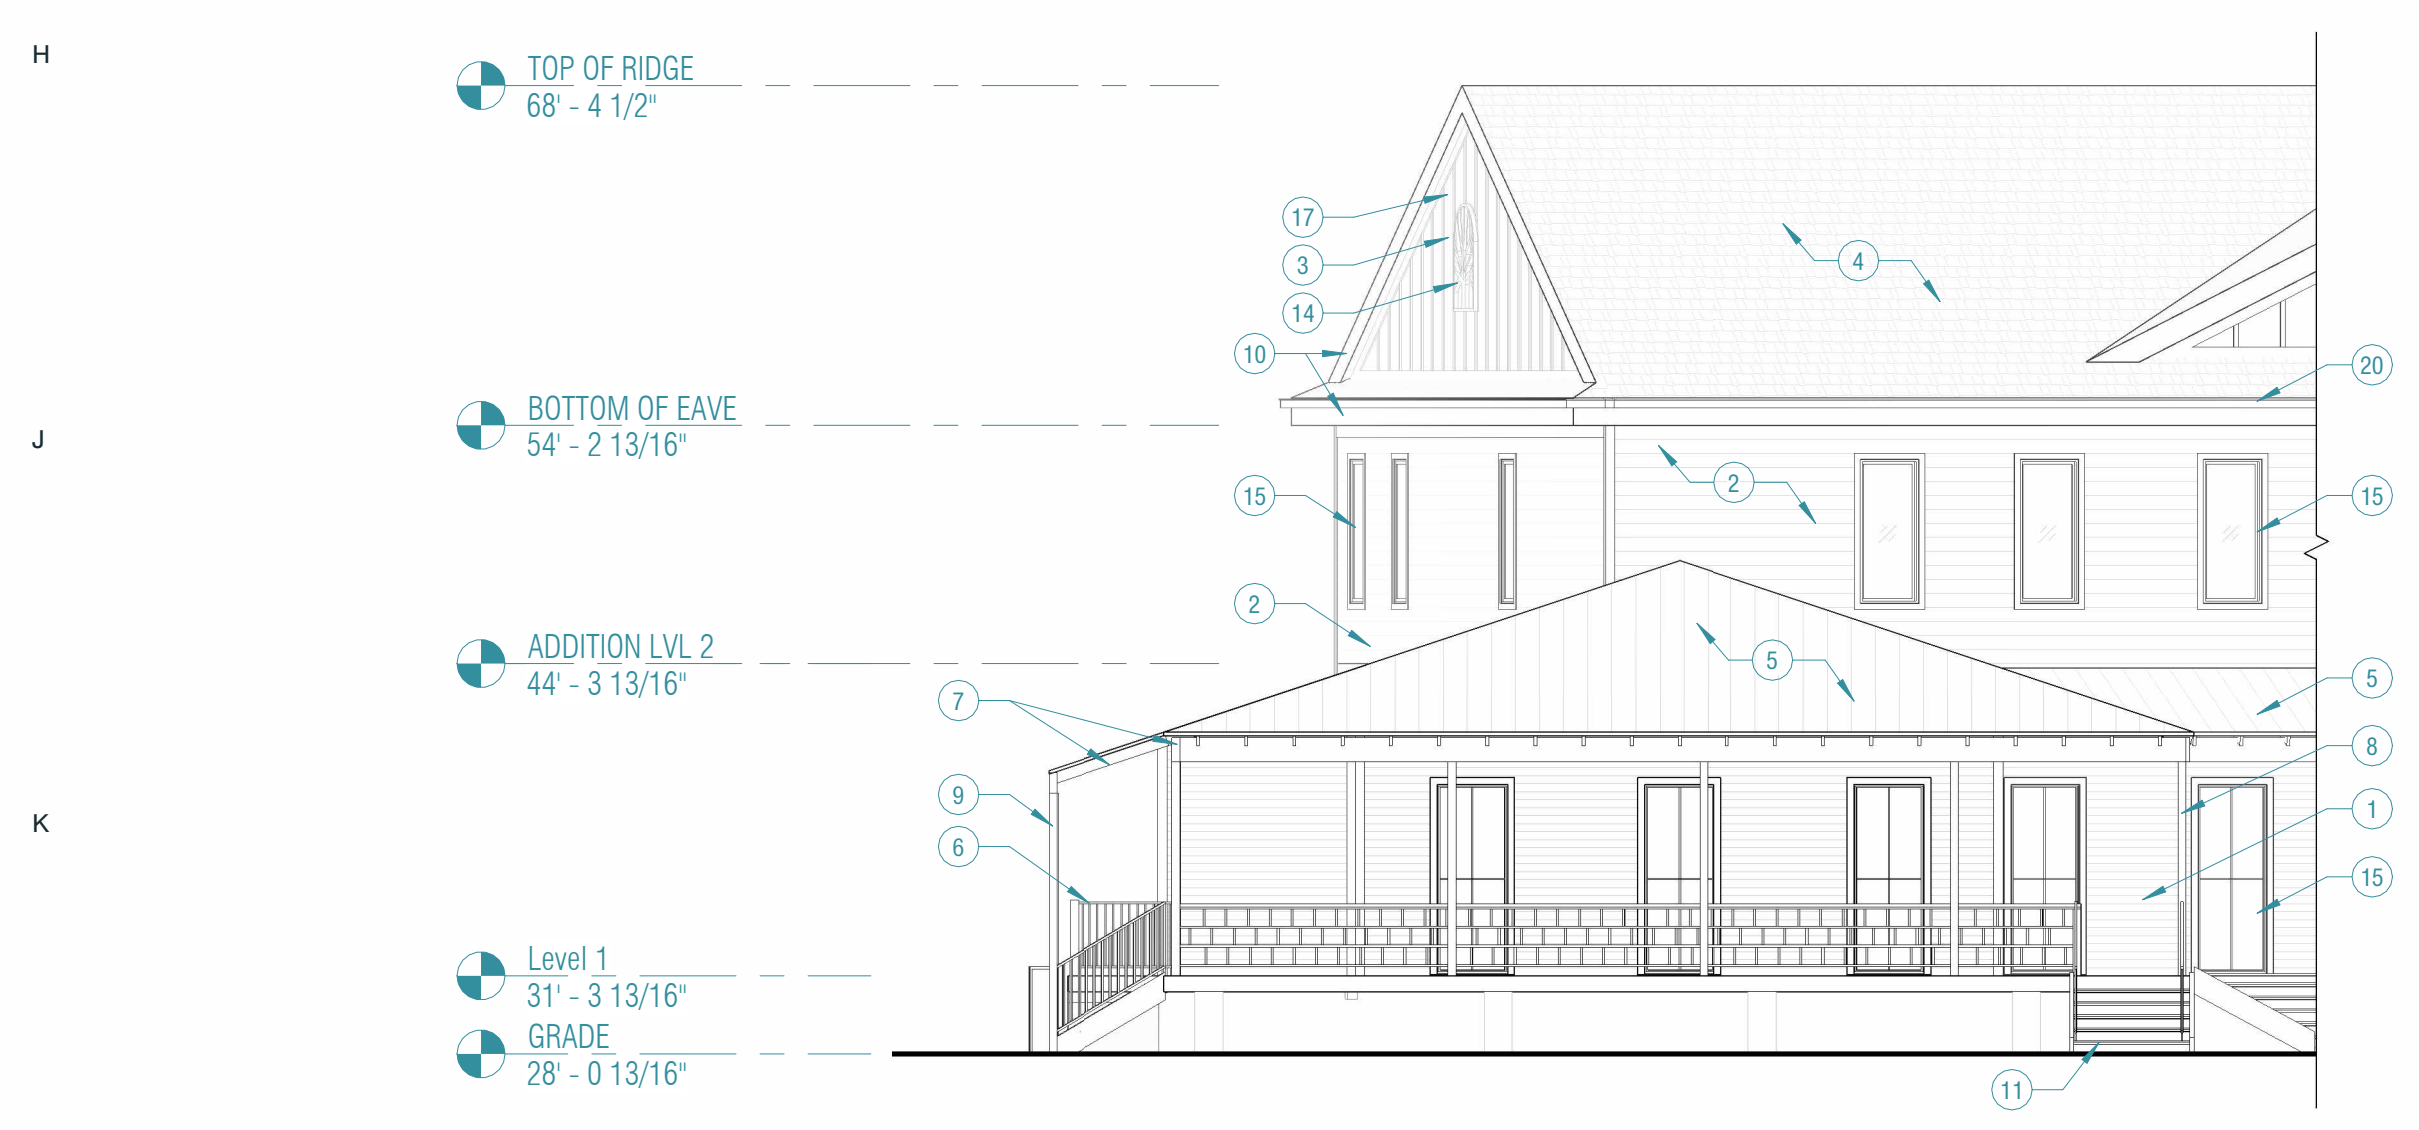 H
TOP OF RIDGE
68' - 4 1/2"
17
3
4
14
10
20
BOTTOM OF EAVE
54' - 2 13/16"
J
2
15
15
2
ADDITION LVL 2
44' - 3 13/16"
5
5
7
8
9
1
K
6
15
Level 1
31' - 3 13/16"
GRADE
28' - 0 13/16"
11